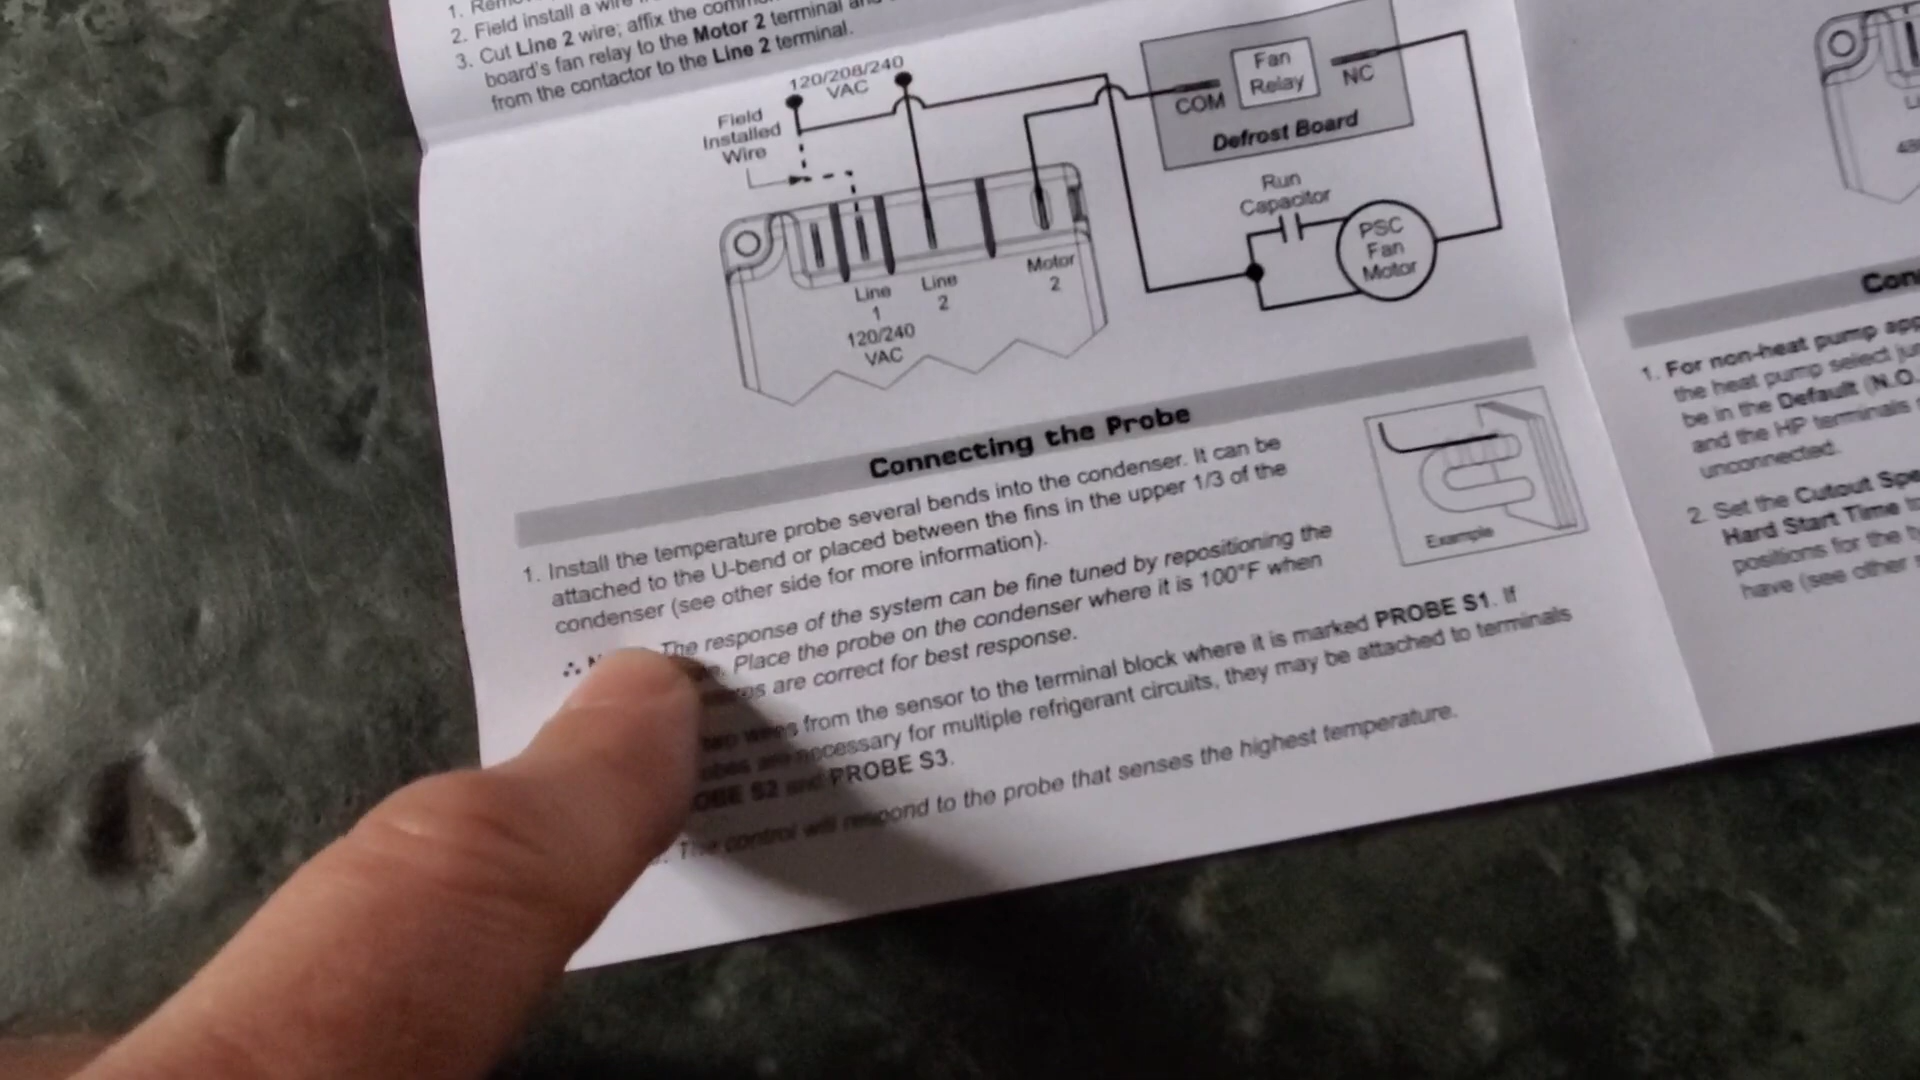 1.
2. Field install a wire
3. Cut Line 2 wire; affix the
board's fan relay to the Motor 2 terminal
from the contactor to the Line 2 terminal.
120/208/240
VAC
Field
Installed
Wire
COM
Fan
Relay
NC
Defrost Board
Run
Capacitor
PSC
Fan
Motor
Line
1
120/240
VAC
Line
2
Motor
2
Connecting the Probe
1. Install the temperature probe several bends into the condenser. It can be
attached to the U-bend or placed between the fins in the upper 1/3 of the
condenser (see other side for more information).
The response of the system can be fine tuned by repositioning the
Place the probe on the condenser where it is 100°F when
are correct for best response.
two wires from the sensor to the terminal block where it is marked PROBE S1. If
are necessary for multiple refrigerant circuits, they may be attached to terminals
S2 and PROBE S3.
The control will respond to the probe that senses the highest temperature.
Example
1. For non-heat pump
the heat pump select
be in the Default (N.O.
and the HP terminals
unconnected.
2. Set the Cutout
Hard Start Time
positions for the
have (see other